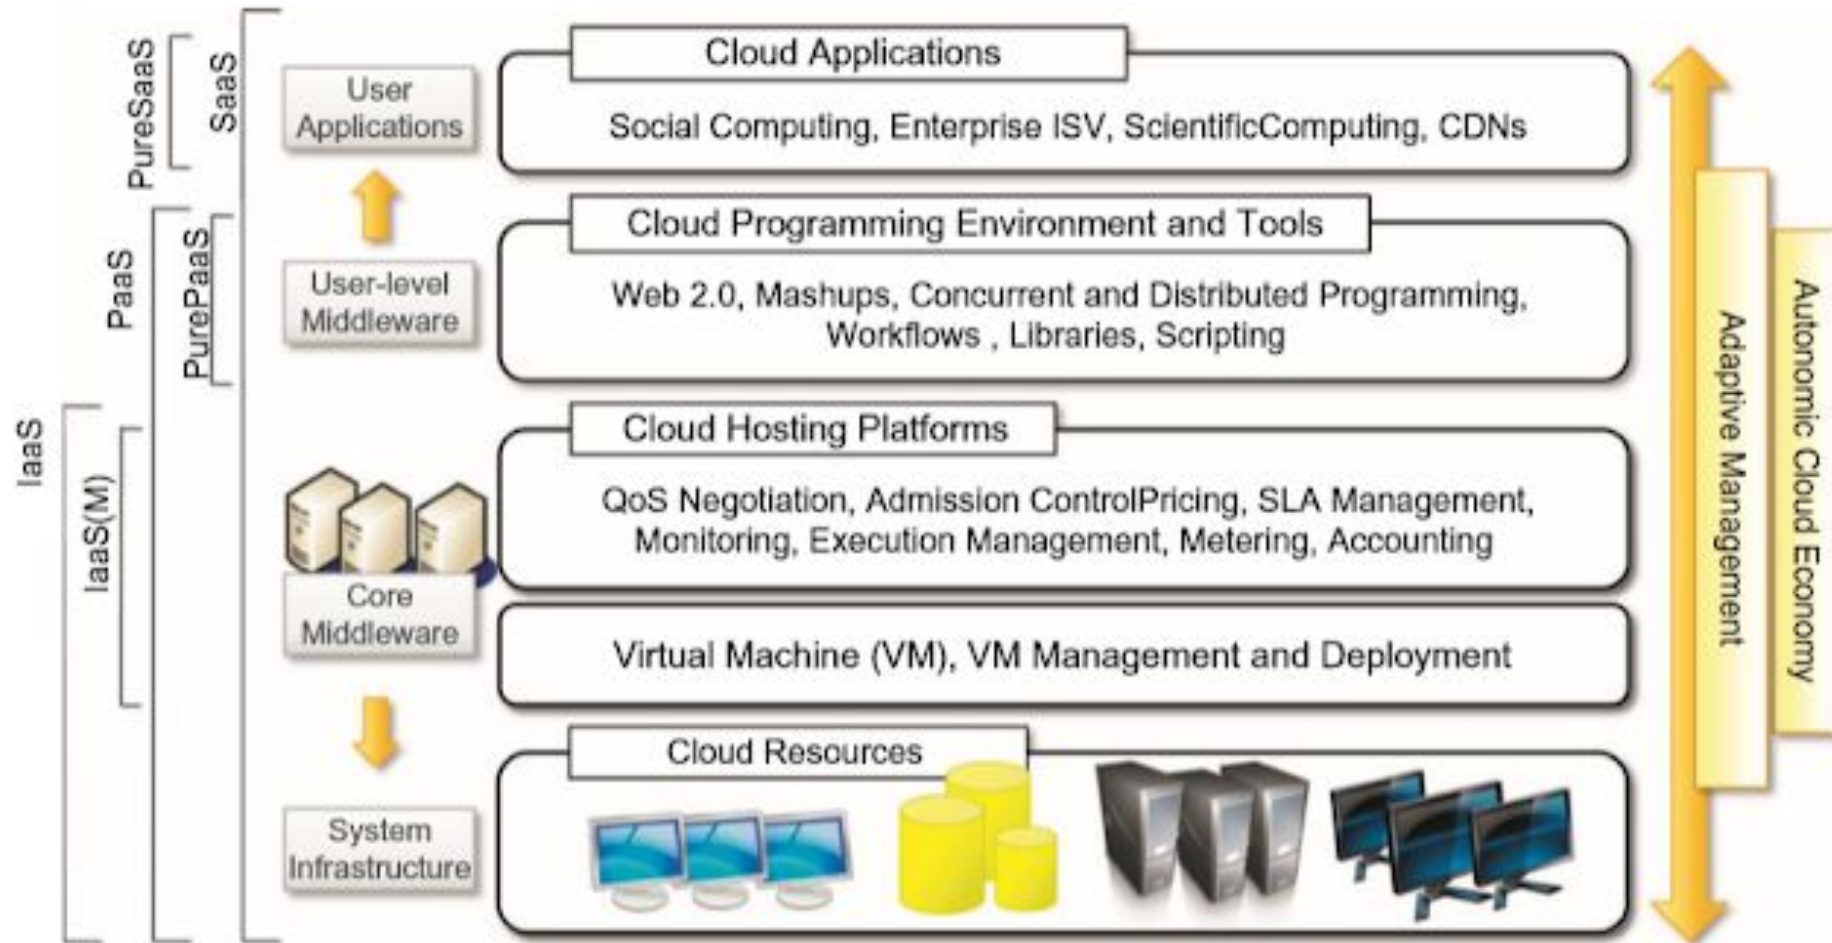 PureSaaS
SaaS
User
Applications
Cloud Applications
Social Computing, Enterprise ISV, ScientificComputing, CDNs
PaaS
PurePaaS
User-level
Middleware
Cloud Programming Environment and Tools
Web 2.0, Mashups, Concurrent and Distributed Programming,
Workflows , Libraries, Scripting
IaaS
IaaS(M)
Core
Middleware
Cloud Hosting Platforms
QoS Negotiation, Admission ControlPricing, SLA Management,
Monitoring, Execution Management, Metering, Accounting
Virtual Machine (VM), VM Management and Deployment
System
Infrastructure
Cloud Resources
Adaptive Management
Autonomic Cloud Economy